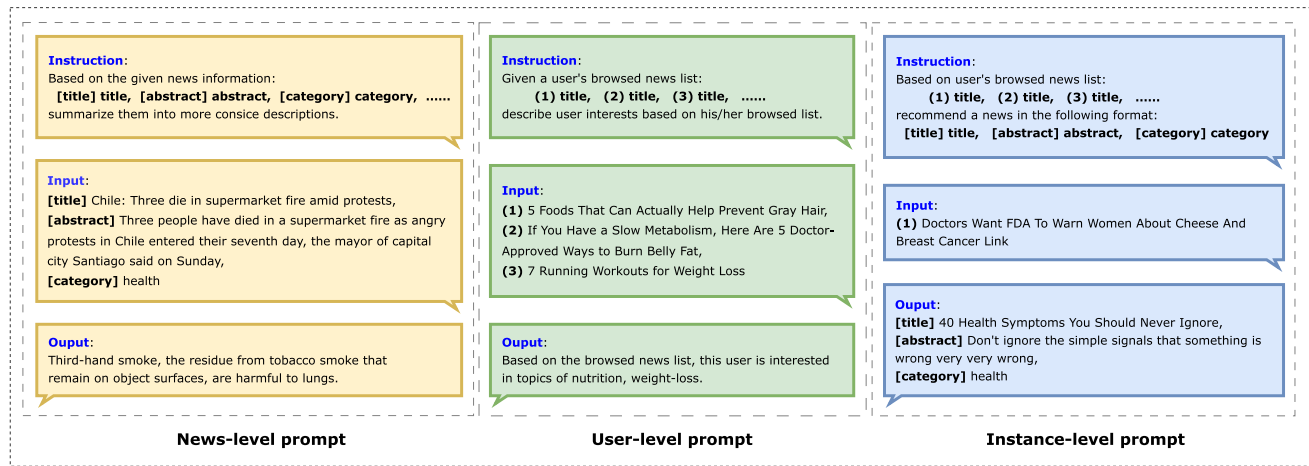 Instruction:
Based on the given news information:
[title] title, [abstract] abstract, [category] category, ......
summarize them into more consice descriptions.
Input:
[title] Chile: Three die in supermarket fire amid protests,
[abstract] Three people have died in a supermarket fire as angry
protests in Chile entered their seventh day, the mayor of capital
city Santiago said on Sunday,
[category] health
Ouput:
Third-hand smoke, the residue from tobacco smoke that
remain on object surfaces, are harmful to lungs.
News-level prompt
Instruction:
Given a user's browsed news list:
(1) title, (2) title, (3) title, ......
describe user interests based on his/her browsed list.
Input:
(1) 5 Foods That Can Actually Help Prevent Gray Hair,
(2) If You Have a Slow Metabolism, Here Are 5 Doctor-
Approved Ways to Burn Belly Fat,
(3) 7 Running Workouts for Weight Loss
Ouput:
Based on the browsed news list, this user is interested
in topics of nutrition, weight-loss.
User-level prompt
Instruction:
Based on user's browsed news list:
(1) title, (2) title, (3) title, ......
recommend a news in the following format:
[title] title, [abstract] abstract, [category] category
Input:
(1) Doctors Want FDA To Warn Women About Cheese And
Breast Cancer Link
Ouput:
[title] 40 Health Symptoms You Should Never Ignore,
[abstract] Don't ignore the simple signals that something is
wrong very very wrong,
[category] health
Instance-level prompt